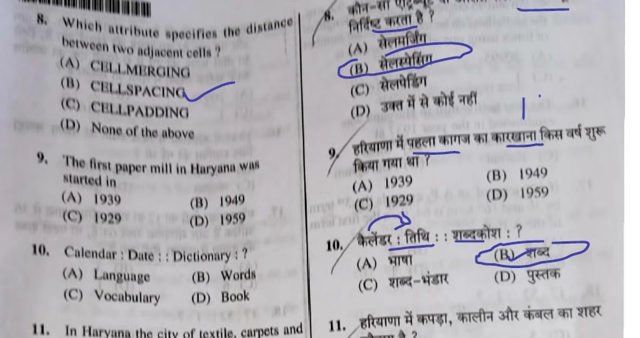 8. Which attribute specifies the distance
between two adjacent cells ?
(A) CELLMERGING
(B) CELLSPACING
(C) CELLPADDING
(D) None of the above
9. The first paper mill in Haryana was
started in
(A) 1939 (B) 1949
(C) 1929 (D) 1959
10. Calendar : Date : : Dictionary : ?
(A) Language (B) Words
(C) Vocabulary (D) Book
11. In Haryana the city of textile, carpets and
8. कौन-सा
निर्दिष्ट करता है ?
(A) सेलमर्जिंग
(B) सेलस्पेसिंग
(C) सेलपेडिंग
(D) उक्त में से कोई नहीं
9. हरियाणा में पहला कागज का कारखाना किस वर्ष शुरू
किया गया था ?
(A) 1939 (B) 1949
(C) 1929 (D) 1959
10. कैलेंडर : तिथि : : शब्दकोश : ?
(A) भाषा (B) शब्द
(C) शब्द-भंडार (D) पुस्तक
11. हरियाणा में कपड़ा, कालीन और कंबल का शहर